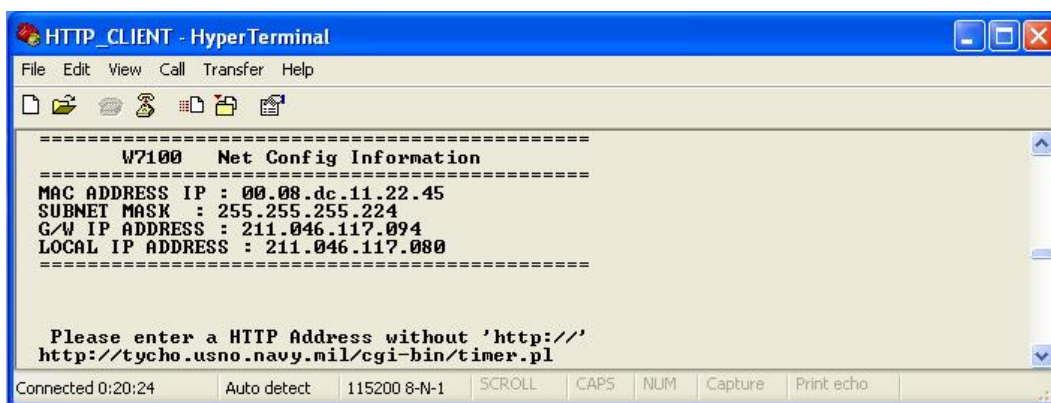 HTTP_CLIENT - HyperTerminal
File Edit View Call Transfer Help
==============================================
W7100 Net Config Information
==============================================
MAC ADDRESS IP : 00.08.dc.11.22.45
SUBNET MASK : 255.255.255.224
G/W IP ADDRESS : 211.046.117.094
LOCAL IP ADDRESS : 211.046.117.080
==============================================
Please enter a HTTP Address without 'http://'
http://tycho.usno.navy.mil/cgi-bin/timer.pl
Connected 0:20:24 Auto detect 115200 8-N-1 SCROLL CAPS NUM Capture Print echo